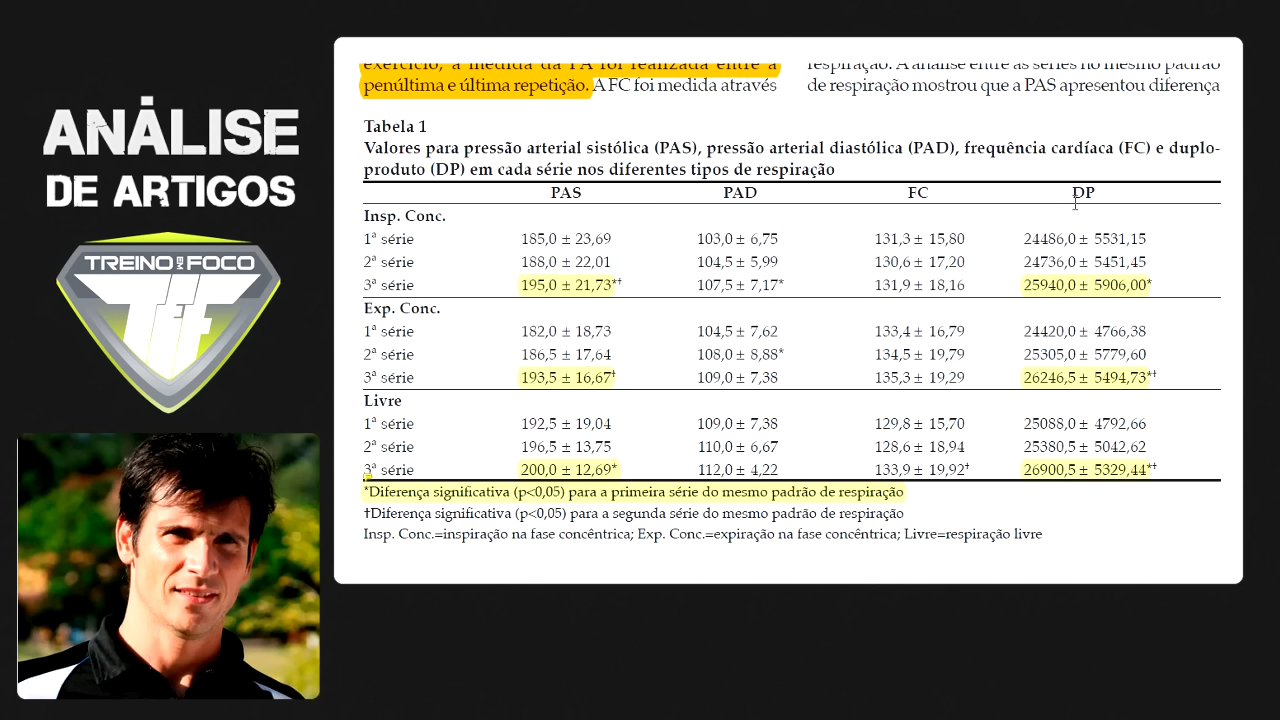 ANÁLISE
DE ARTIGOS
TREINO EM FOCO
TEF
exercício, a medida da PA foi realizada entre a
penúltima e última repetição. A FC foi medida através
respiração. A análise entre as séries no mesmo padrão
de respiração mostrou que a PAS apresentou diferença
Tabela 1
Valores para pressão arterial sistólica (PAS), pressão arterial diastólica (PAD), frequência cardíaca (FC) e duplo-
produto (DP) em cada série nos diferentes tipos de respiração
PAS PAD FC DP
Insp. Conc.
1ª série 185,0 ± 23,69 103,0 ± 6,75 131,3 ± 15,80 24486,0 ± 5531,15
2ª série 188,0 ± 22,01 104,5 ± 5,99 130,6 ± 17,20 24736,0 ± 5451,45
3ª série 195,0 ± 21,73*† 107,5 ± 7,17* 131,9 ± 18,16 25940,0 ± 5906,00*
Exp. Conc.
1ª série 182,0 ± 18,73 104,5 ± 7,62 133,4 ± 16,79 24420,0 ± 4766,38
2ª série 186,5 ± 17,64 108,0 ± 8,88* 134,5 ± 19,79 25305,0 ± 5779,60
3ª série 193,5 ± 16,67† 109,0 ± 7,38 135,3 ± 19,29 26246,5 ± 5494,73*†
Livre
1ª série 192,5 ± 19,04 109,0 ± 7,38 129,8 ± 15,70 25088,0 ± 4792,66
2ª série 196,5 ± 13,75 110,0 ± 6,67 128,6 ± 18,94 25380,5 ± 5042,62
3ª série 200,0 ± 12,69* 112,0 ± 4,22 133,9 ± 19,92† 26900,5 ± 5329,44*†
*Diferença significativa (p<0,05) para a primeira série do mesmo padrão de respiração
†Diferença significativa (p<0,05) para a segunda série do mesmo padrão de respiração
Insp. Conc.=inspiração na fase concêntrica; Exp. Conc.=expiração na fase concêntrica; Livre=respiração livre